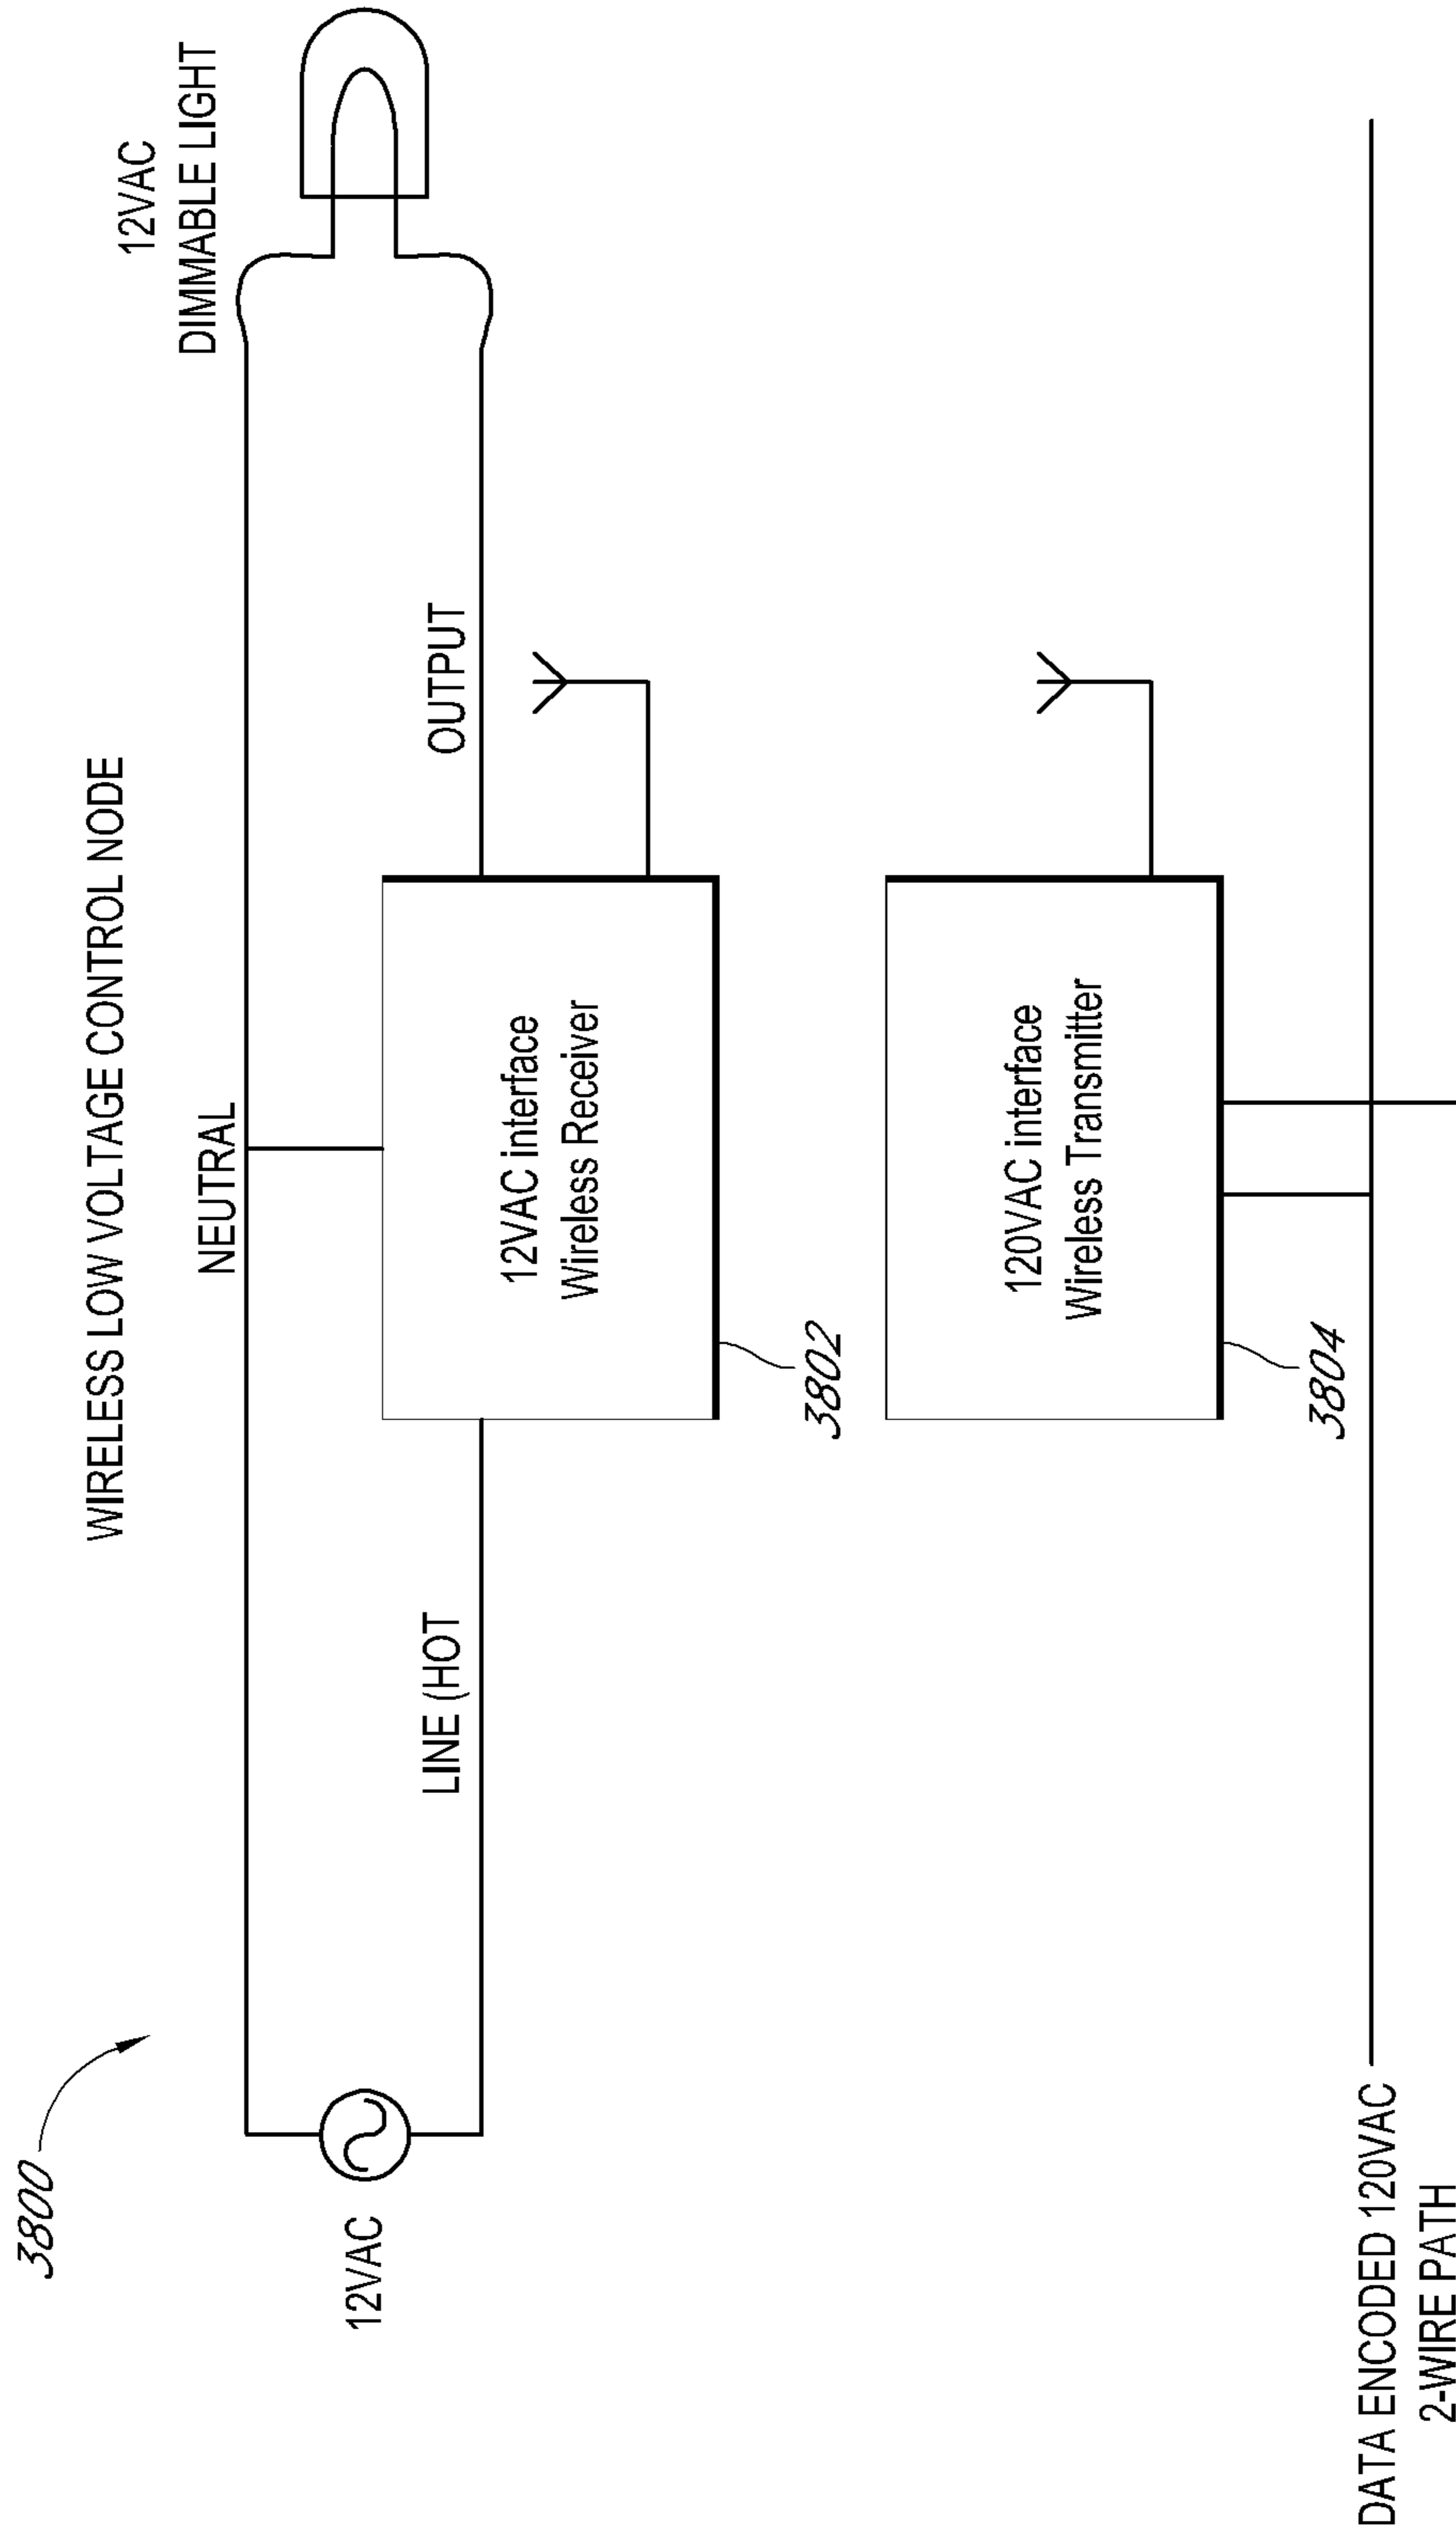 3800
WIRELESS LOW VOLTAGE CONTROL NODE
12VAC
DIMMABLE LIGHT
NEUTRAL
12VAC
LINE (HOT
OUTPUT
12VAC interface
Wireless Receiver
3802
120VAC interface
Wireless Transmitter
3804
DATA ENCODED 120VAC
2-WIRE PATH